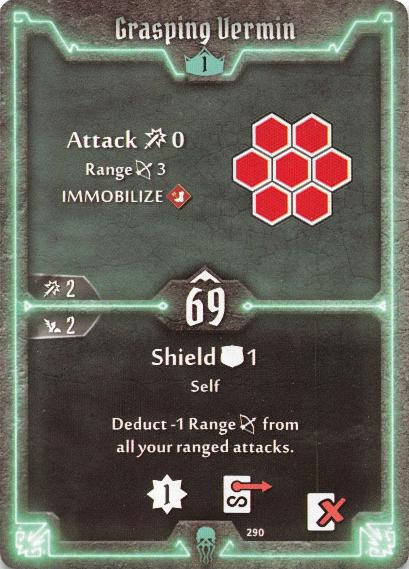 Grasping Vermin
1
Attack 0
Range 3
IMMOBILIZE
2
69
2
Shield 1
Self
Deduct -1 Range from
all your ranged attacks.
1
290